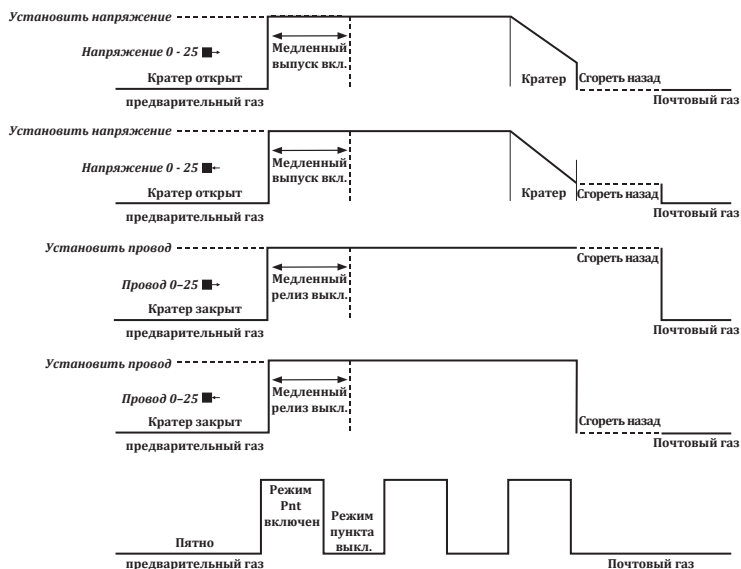 Установить напряжение
Напряжение 0 - 25
Медленный
выпуск вкл.
Кратер открыт
Кратер
Сгореть назад
предварительный газ
Почтовый газ
Установить напряжение
Напряжение 0 - 25
Медленный
выпуск вкл.
Кратер открыт
Кратер
Сгореть назад
предварительный газ
Почтовый газ
Установить провод
Сгореть назад
Провод 0–25
Медленный
релиз выкл.
Кратер закрыт
предварительный газ
Почтовый газ
Установить провод
Провод 0–25
Медленный
релиз выкл.
Кратер закрыт
Сгореть назад
предварительный газ
Почтовый газ
Режим
Pnt
включен
Режим
пункта
выкл.
Пятно
предварительный газ
Почтовый газ